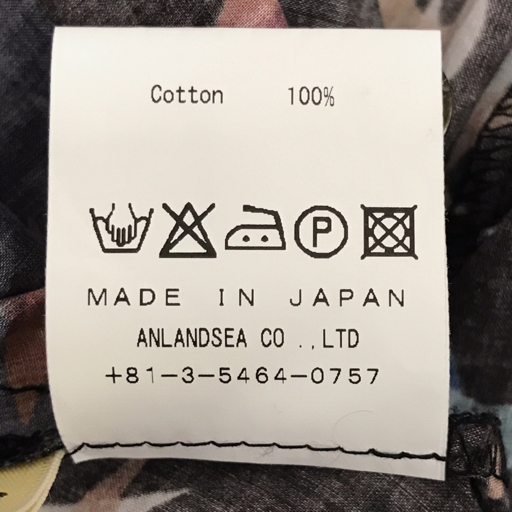 Cotton 100%
P
MADE IN JAPAN
ANLANDSEA CO .,LTD
+81-3-5464-0757